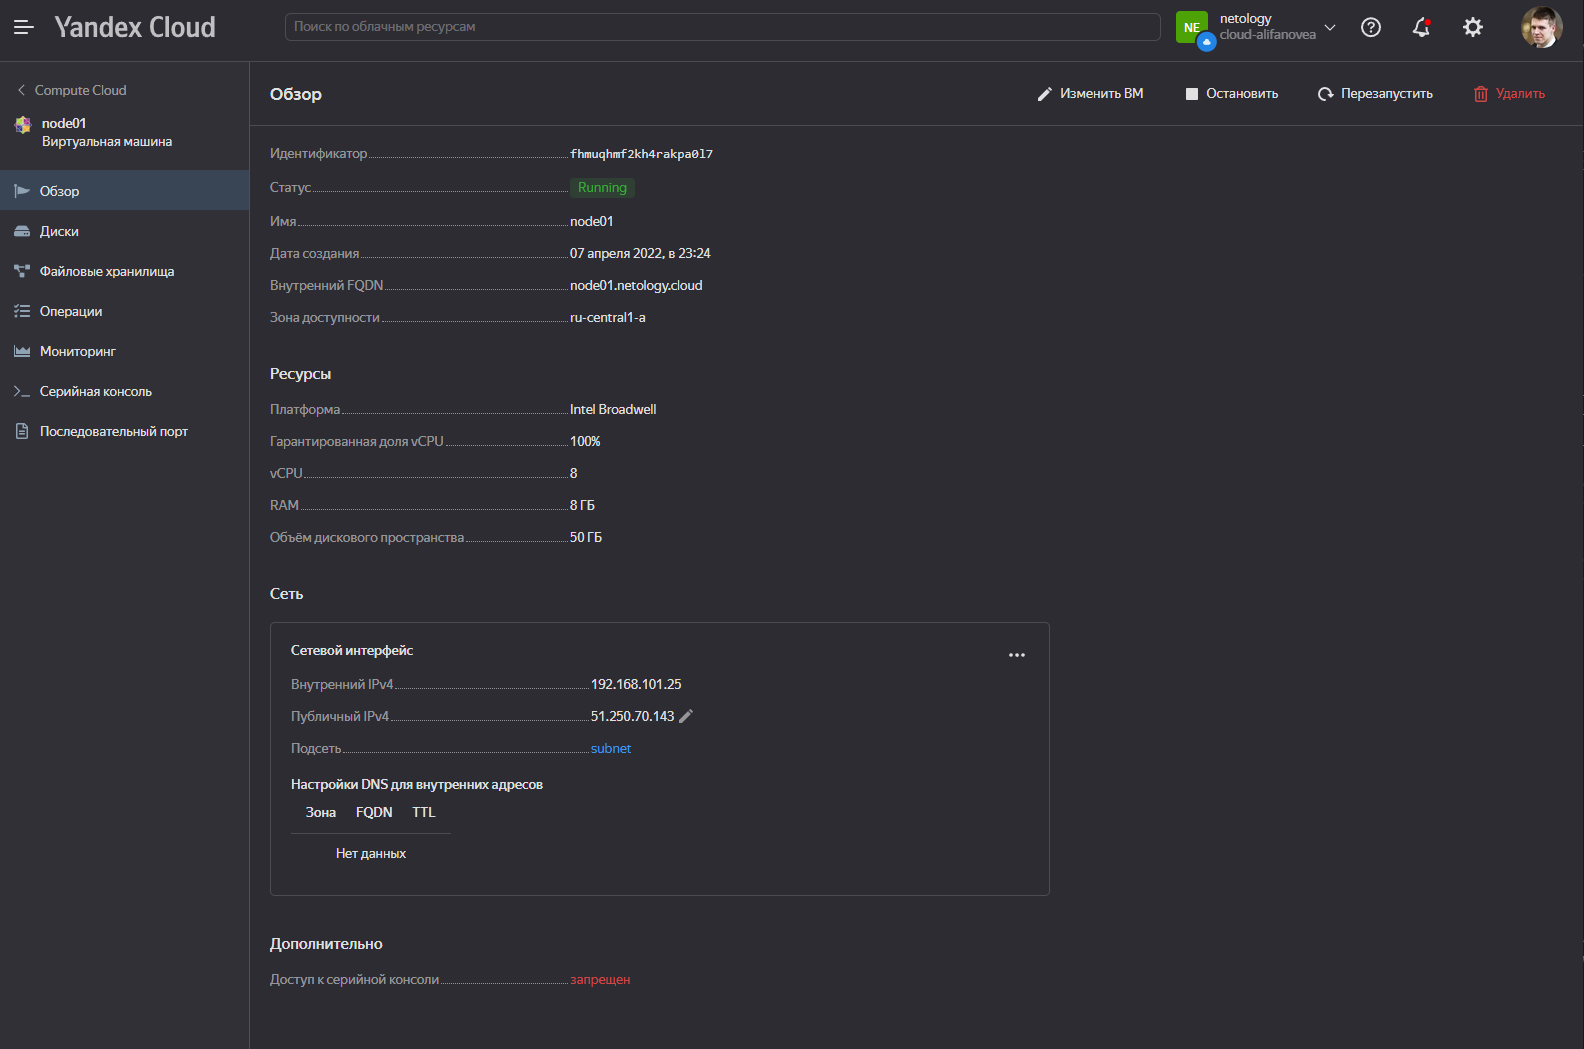 Yandex Cloud
Поиск по облачным ресурсам
NE
netology
cloud-alifanovea
Compute Cloud
node01
Виртуальная машина
Обзор
Диски
Файловые хранилища
Операции
Мониторинг
Серийная консоль
Последовательный порт
Обзор
Изменить ВМ
Остановить
Перезапустить
Удалить
Идентификатор fhmuqhmf2kh4rakpa0l7
Статус Running
Имя node01
Дата создания 07 апреля 2022, в 23:24
Внутренний FQDN node01.netology.cloud
Зона доступности ru-central1-a
Ресурсы
Платформа Intel Broadwell
Гарантированная доля vCPU 100%
vCPU 8
RAM 8 ГБ
Объём дискового пространства 50 ГБ
Сеть
Сетевой интерфейс
Внутренний IPv4 192.168.101.25
Публичный IPv4 51.250.70.143
Подсеть subnet
Настройки DNS для внутренних адресов
Зона FQDN TTL
Нет данных
Дополнительно
Доступ к серийной консоли запрещен